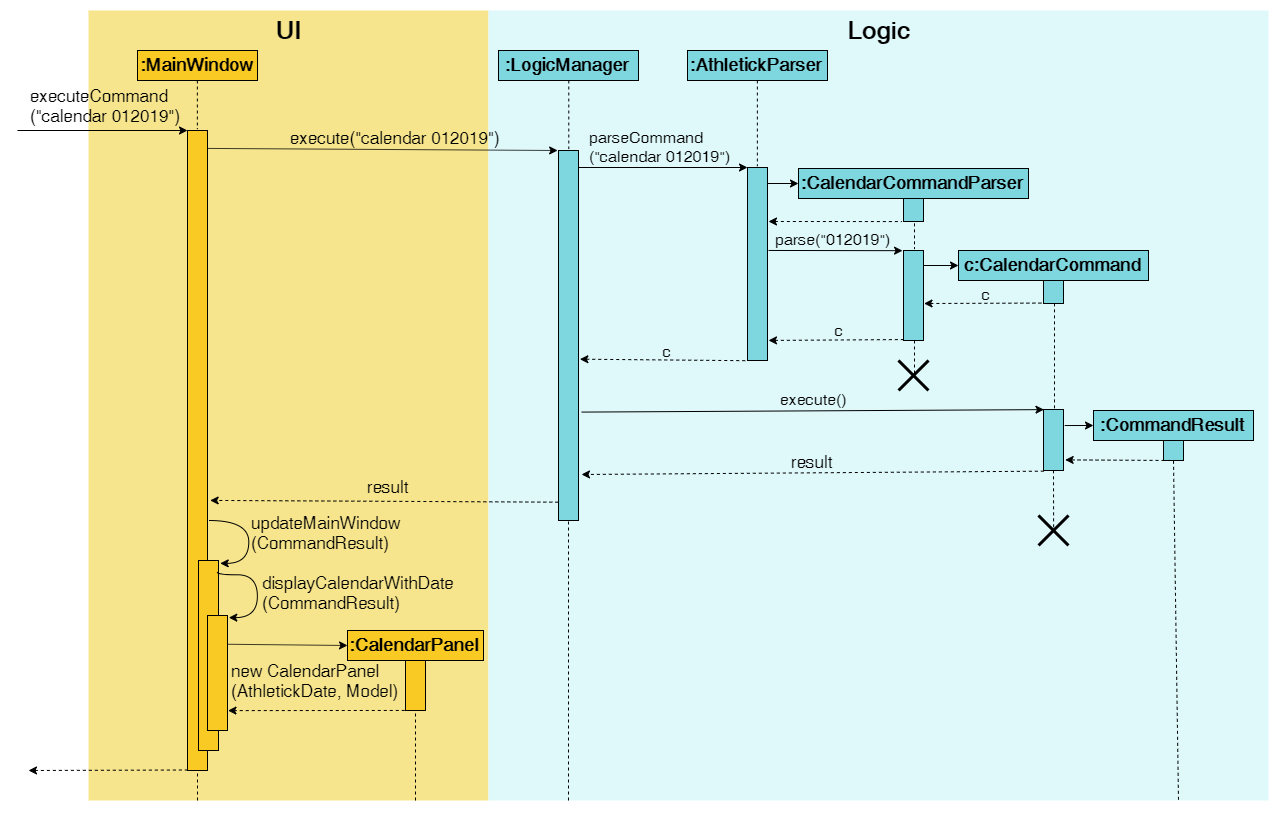 UI
Logic
:MainWindow
:LogicManager
:AthletickParser
executeCommand
("calendar 012019")
execute("calendar 012019")
parseCommand
("calendar 012019")
:CalendarCommandParser
parse("012019")
c:CalendarCommand
c
c
c
execute()
:CommandResult
result
result
updateMainWindow
(CommandResult)
displayCalendarWithDate
(CommandResult)
:CalendarPanel
new CalendarPanel
(AthletickDate, Model)